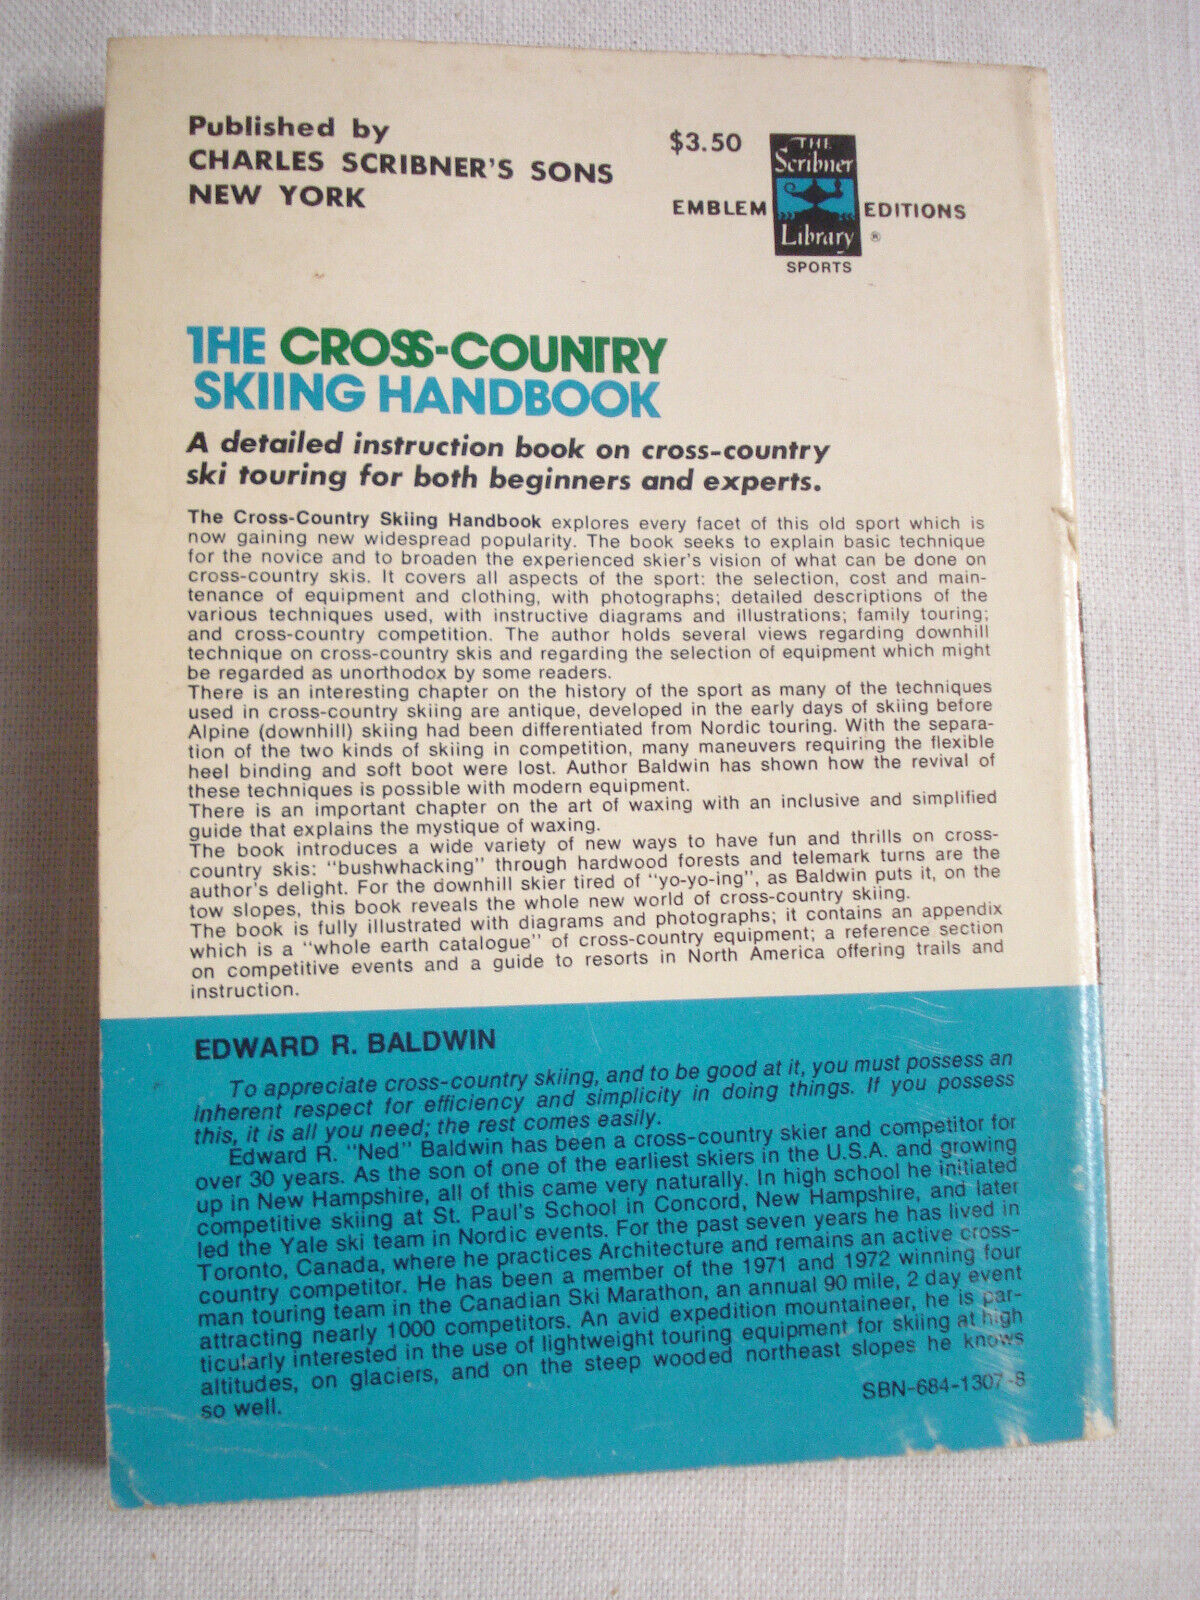 Published by
CHARLES SCRIBNER'S SONS
NEW YORK
$3.50
THE
Scribner
EMBLEM EDITIONS
Library ®
SPORTS
THE CROSS-COUNTRY
SKIING HANDBOOK
A detailed instruction book on cross-country
ski touring for both beginners and experts.
The Cross-Country Skiing Handbook explores every facet of this old sport which is
now gaining new widespread popularity. The book seeks to explain basic technique
for the novice and to broaden the experienced skier's vision of what can be done on
cross-country skis. It covers all aspects of the sport: the selection, cost and main-
tenance of equipment and clothing, with photographs; detailed descriptions of the
various techniques used, with instructive diagrams and illustrations; family touring;
and cross-country competition. The author holds several views regarding downhill
technique on cross-country skis and regarding the selection of equipment which might
be regarded as unorthodox by some readers.
There is an interesting chapter on the history of the sport as many of the techniques
used in cross-country skiing are antique, developed in the early days of skiing before
Alpine (downhill) skiing had been differentiated from Nordic touring. With the separa-
tion of the two kinds of skiing in competition, many maneuvers requiring the flexible
heel binding and soft boot were lost. Author Baldwin has shown how the revival of
these techniques is possible with modern equipment.
There is an important chapter on the art of waxing with an inclusive and simplified
guide that explains the mystique of waxing.
The book introduces a wide variety of new ways to have fun and thrills on cross-
country skis: "bushwhacking" through hardwood forests and telemark turns are the
author's delight. For the downhill skier tired of "yo-yo-ing", as Baldwin puts it, on the
tow slopes, this book reveals the whole new world of cross-country skiing.
The book is fully illustrated with diagrams and photographs; it contains an appendix
which is a "whole earth catalogue" of cross-country equipment; a reference section
on competitive events and a guide to resorts in North America offering trails and
instruction.
EDWARD R. BALDWIN
To appreciate cross-country skiing, and to be good at it, you must possess an
inherent respect for efficiency and simplicity in doing things. If you possess
this, it is all you need; the rest comes easily.
Edward R. "Ned" Baldwin has been a cross-country skier and competitor for
over 30 years. As the son of one of the earliest skiers in the U.S.A. and growing
up in New Hampshire, all of this came very naturally. In high school he initiated
competitive skiing at St. Paul's School in Concord, New Hampshire, and later
led the Yale ski team in Nordic events. For the past seven years he has lived in
Toronto, Canada, where he practices Architecture and remains an active cross-
country competitor. He has been a member of the 1971 and 1972 winning four
man touring team in the Canadian Ski Marathon, an annual 90 mile, 2 day event
attracting nearly 1000 competitors. An avid expedition mountaineer, he is par-
ticularly interested in the use of lightweight touring equipment for skiing at high
altitudes, on glaciers, and on the steep wooded northeast slopes he knows
so well.
SBN-684-1307-8